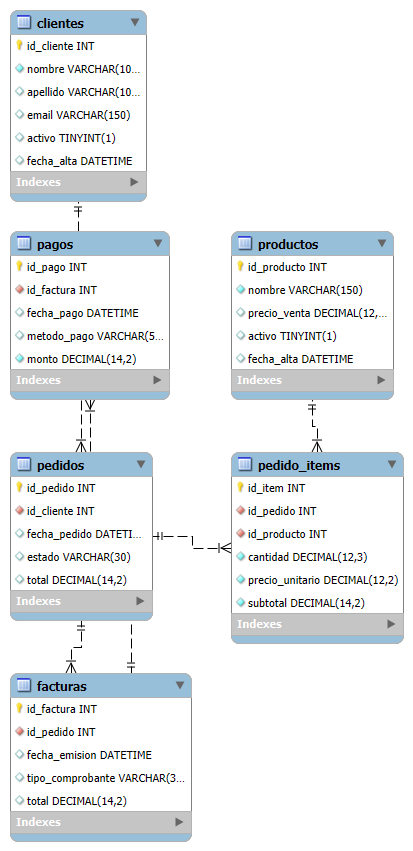 clientes
id_cliente INT
nombre VARCHAR(10...
apellido VARCHAR(10...
email VARCHAR(150)
activo TINYINT(1)
fecha_alta DATETIME
Indexes
pagos
id_pago INT
id_factura INT
fecha_pago DATETIME
metodo_pago VARCHAR(5...
monto DECIMAL(14,2)
Indexes
productos
id_producto INT
nombre VARCHAR(150)
precio_venta DECIMAL(12,...
activo TINYINT(1)
fecha_alta DATETIME
Indexes
pedidos
id_pedido INT
id_cliente INT
fecha_pedido DATETI...
estado VARCHAR(30)
total DECIMAL(14,2)
Indexes
pedido_items
id_item INT
id_pedido INT
id_producto INT
cantidad DECIMAL(12,3)
precio_unitario DECIMAL(12,2)
subtotal DECIMAL(14,2)
Indexes
facturas
id_factura INT
id_pedido INT
fecha_emision DATETIME
tipo_comprobante VARCHAR(3...
total DECIMAL(14,2)
Indexes